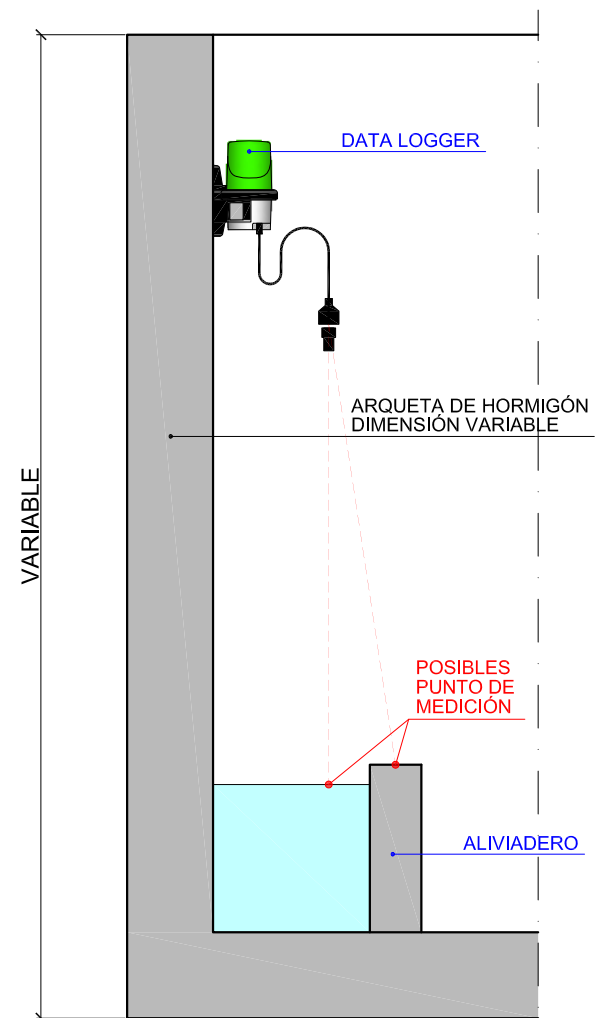 DATA LOGGER
ARQUETA DE HORMIGÓN
DIMENSIÓN VARIABLE
VARIABLE
POSIBLES
PUNTO DE
MEDICIÓN
ALIVIADERO